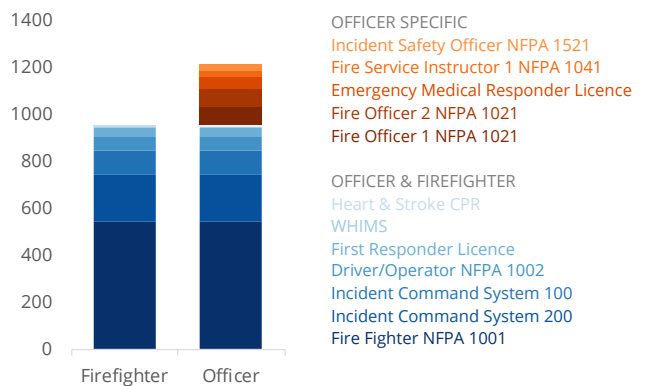 1400
1200
1000
800
600
400
200
0
Firefighter
Officer
OFFICER SPECIFIC
Incident Safety Officer NFPA 1521
Fire Service Instructor 1 NFPA 1041
Emergency Medical Responder Licence
Fire Officer 2 NFPA 1021
Fire Officer 1 NFPA 1021
OFFICER & FIREFIGHTER
Heart & Stroke CPR
WHIMS
First Responder Licence
Driver/Operator NFPA 1002
Incident Command System 100
Incident Command System 200
Fire Fighter NFPA 1001